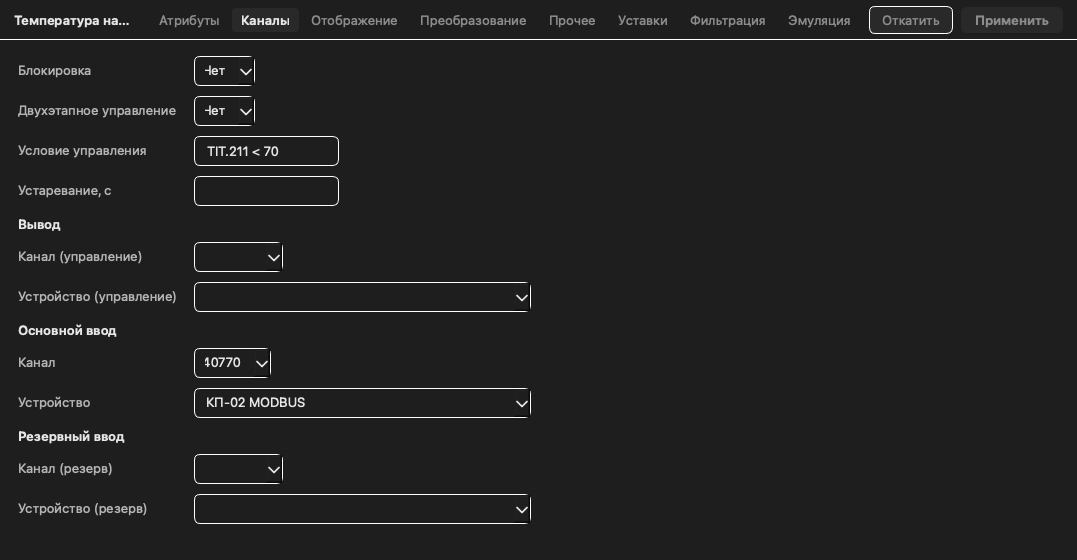 Температура на...
Атрибуты
Каналы
Отображение
Преобразование
Прочее
Уставки
Фильтрация
Эмуляция
Откатить
Применить
Блокировка
Нет
Двухэтапное управление
Нет
Условие управления
TIT.211 < 70
Устаревание, с
Вывод
Канал (управление)
Устройство (управление)
Основной ввод
Канал
40770
Устройство
КП-02 MODBUS
Резервный ввод
Канал (резерв)
Устройство (резерв)